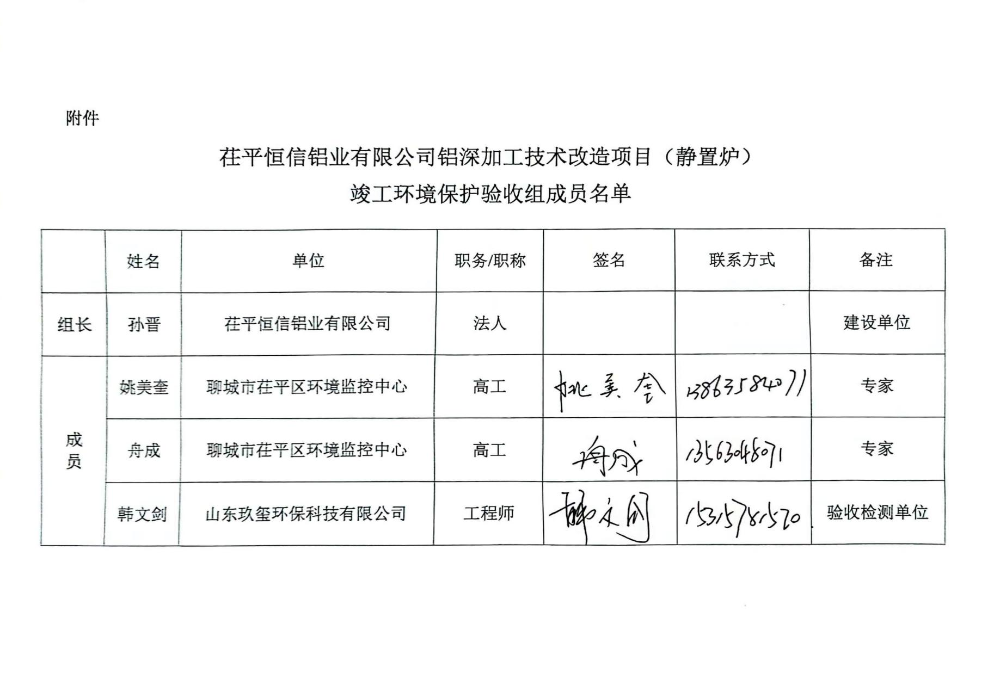 附件
茌平恒信铝业有限公司铝深加工技术改造项目（静置炉）
竣工环境保护验收组成员名单
姓名 单位 职务/职称 签名 联系方式 备注
组长 孙晋 茌平恒信铝业有限公司 法人 建设单位
成员
姚美奎 聊城市茌平区环境监控中心 高工 姚美奎 13863584071 专家
舟成 聊城市茌平区环境监控中心 高工 舟成 13563048071 专家
韩文剑 山东玖玺环保科技有限公司 工程师 韩文剑 15315781570 验收检测单位